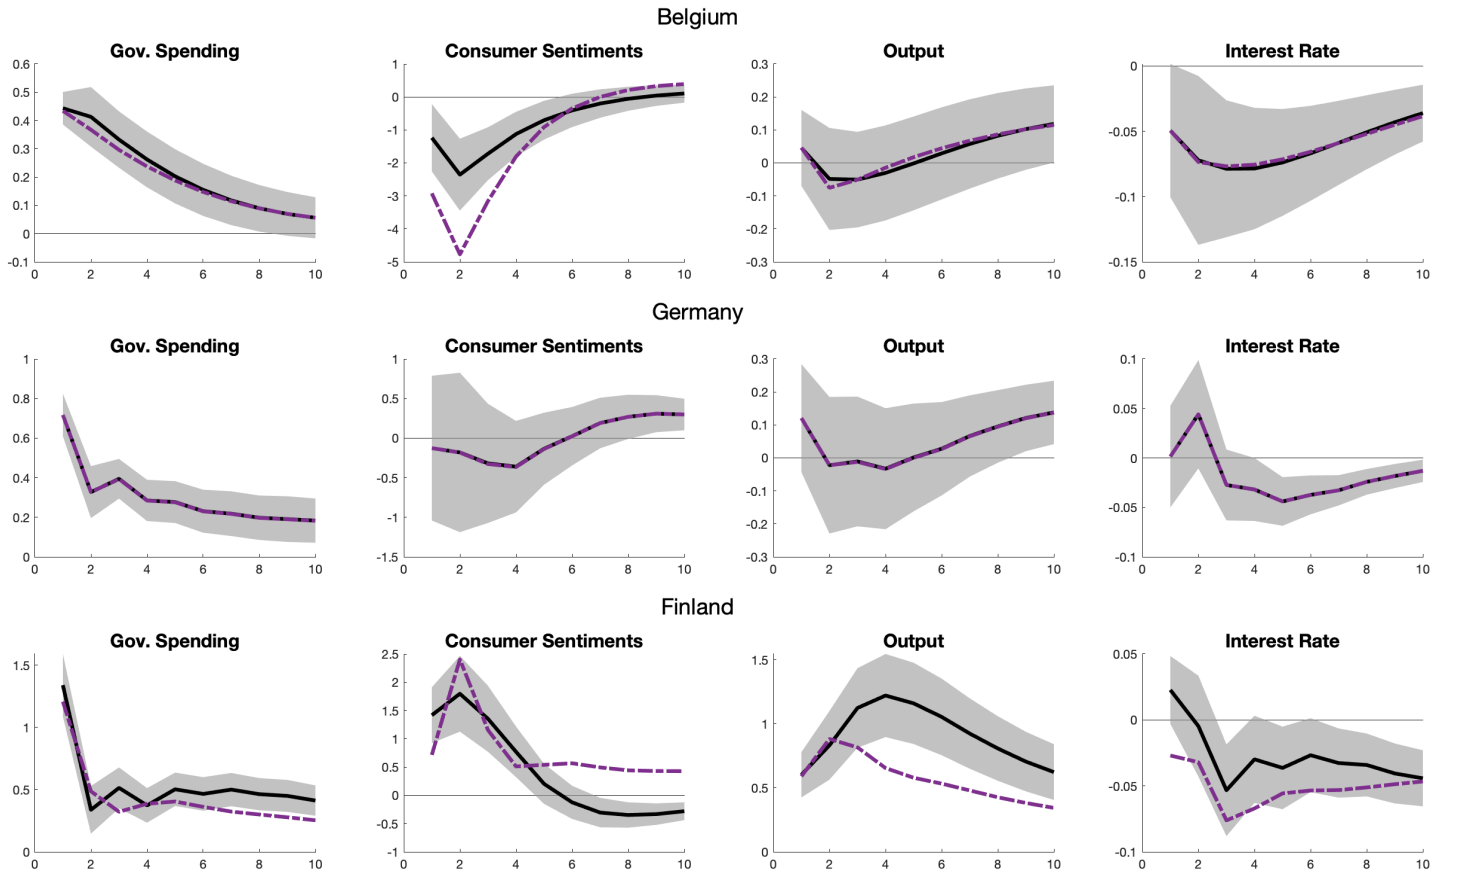 Belgium
Gov. Spending
Consumer Sentiments
Output
Interest Rate
0.6
0.5
0.4
0.3
0.2
0.1
0
-0.1
0 2 4 6 8 10
1
0
-1
-2
-3
-4
-5
0 2 4 6 8 10
0.3
0.2
0.1
0
-0.1
-0.2
-0.3
0 2 4 6 8 10
0
-0.05
-0.1
-0.15
0 2 4 6 8 10
Germany
Gov. Spending
Consumer Sentiments
Output
Interest Rate
1
0.8
0.6
0.4
0.2
0
0 2 4 6 8 10
1
0.5
0
-0.5
-1
-1.5
0 2 4 6 8 10
0.3
0.2
0.1
0
-0.1
-0.2
-0.3
0 2 4 6 8 10
0.1
0.05
0
-0.05
-0.1
0 2 4 6 8 10
Finland
Gov. Spending
Consumer Sentiments
Output
Interest Rate
1.5
1
0.5
0
0 2 4 6 8 10
2.5
2
1.5
1
0.5
0
-0.5
-1
0 2 4 6 8 10
1.5
1
0.5
0
0 2 4 6 8 10
0.05
0
-0.05
-0.1
0 2 4 6 8 10